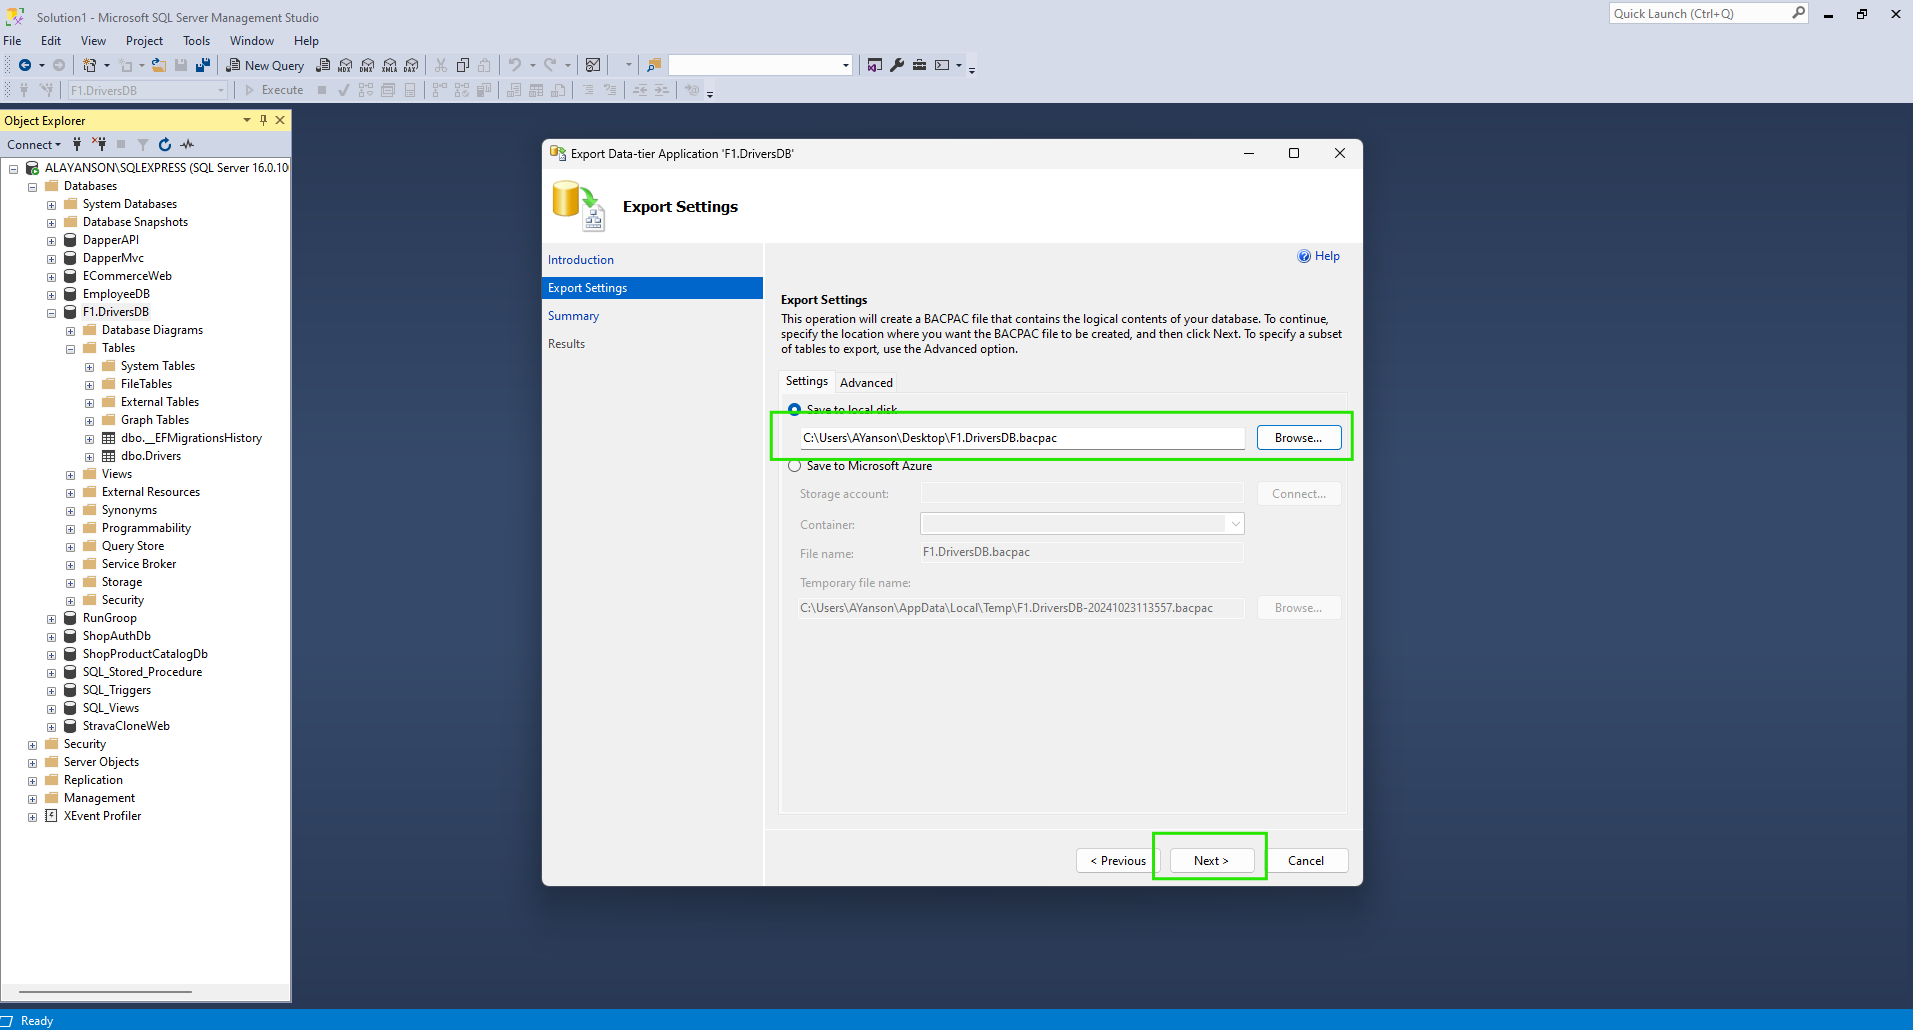 Solution1 - Microsoft SQL Server Management Studio
Quick Launch (Ctrl+Q)
File Edit View Project Tools Window Help
New Query MDX DMX XMLA DAX
F1.DriversDB Execute
Object Explorer
Connect
ALAYANSON\SQLEXPRESS (SQL Server 16.0.10
Databases
System Databases
Database Snapshots
DapperAPI
DapperMvc
ECommerceWeb
EmployeeDB
F1.DriversDB
Database Diagrams
Tables
System Tables
FileTables
External Tables
Graph Tables
dbo.__EFMigrationsHistory
dbo.Drivers
Views
External Resources
Synonyms
Programmability
Query Store
Service Broker
Storage
Security
RunGroop
ShopAuthDb
ShopProductCatalogDb
SQL_Stored_Procedure
SQL_Triggers
SQL_Views
StravaCloneWeb
Security
Server Objects
Replication
Management
XEvent Profiler
Export Data-tier Application 'F1.DriversDB'
Export Settings
Introduction
Export Settings
Summary
Results
Help
Export Settings
This operation will create a BACPAC file that contains the logical contents of your database. To continue,
specify the location where you want the BACPAC file to be created, and then click Next. To specify a subset
of tables to export, use the Advanced option.
Settings Advanced
Save to local disk
C:\Users\AYanson\Desktop\F1.DriversDB.bacpac Browse...
Save to Microsoft Azure
Storage account: Connect...
Container:
File name: F1.DriversDB.bacpac
Temporary file name:
C:\Users\AYanson\AppData\Local\Temp\F1.DriversDB-20241023113557.bacpac Browse...
< Previous Next > Cancel
Ready